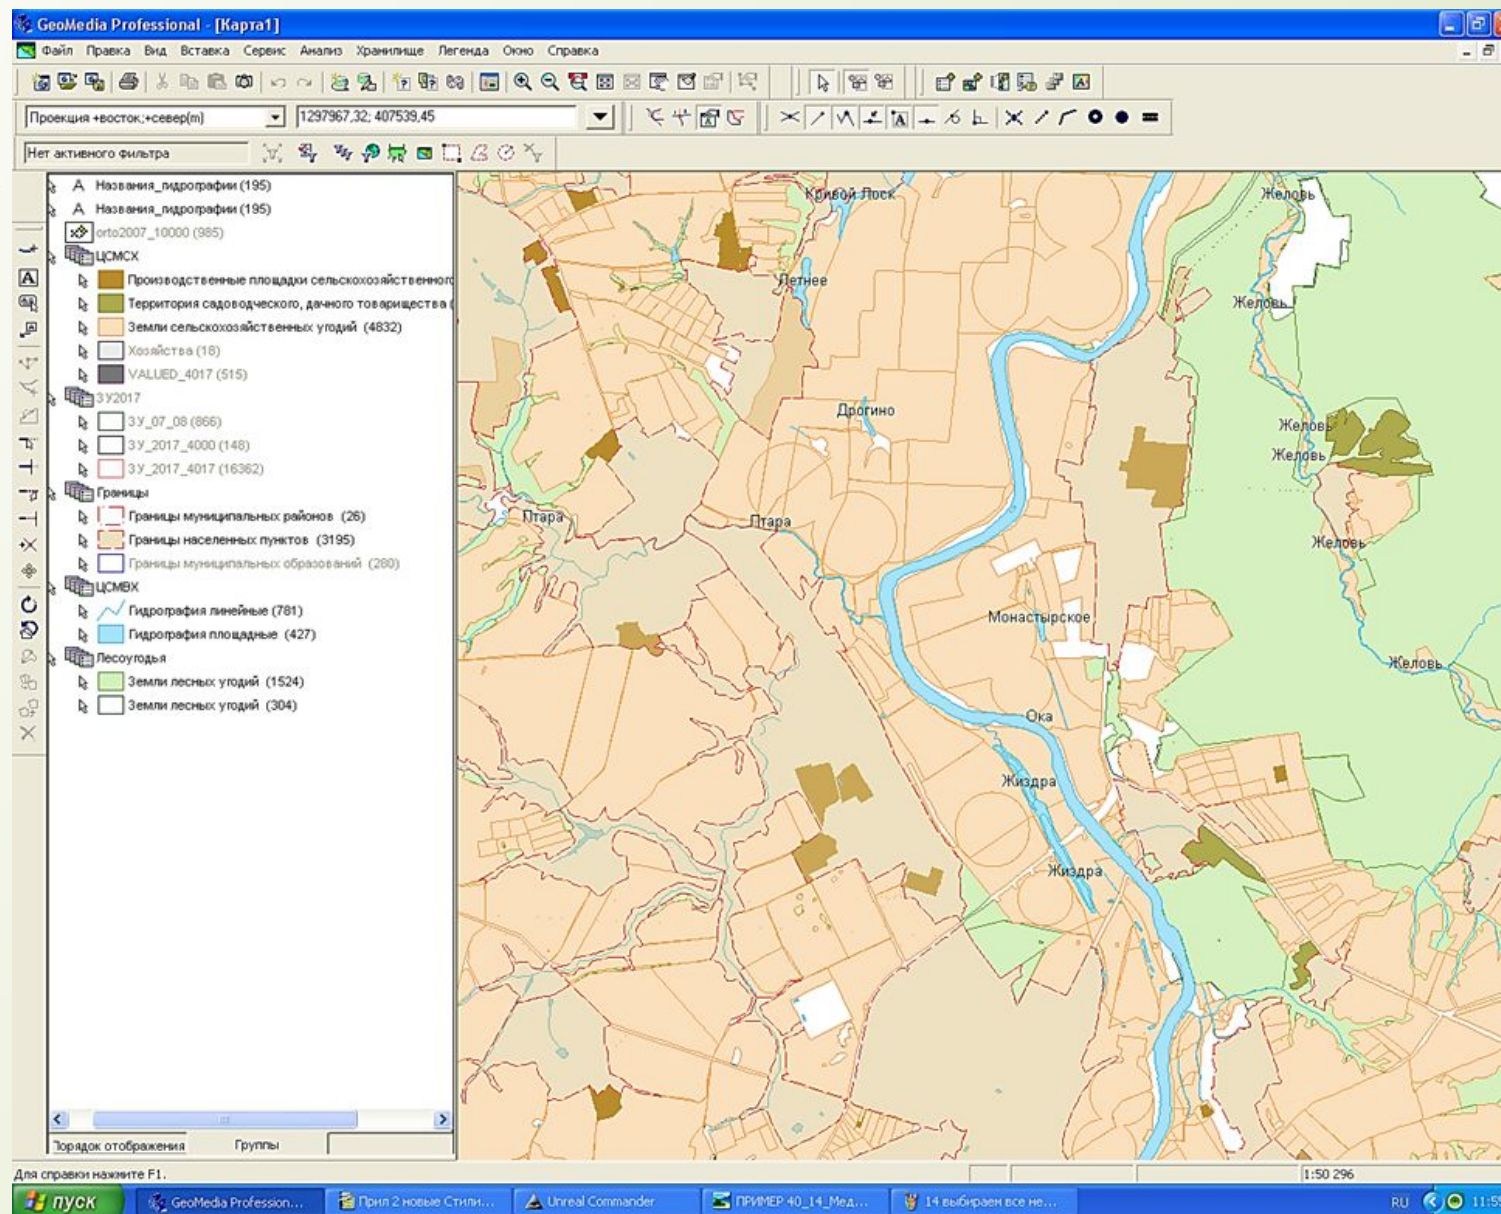 GeoMedia Professional - [Карта1]
Файл Правка Вид Вставка Сервис Анализ Хранилище Легенда Окно Справка
Проекция +восток;+север(m) 1297967,32; 407539,45
Нет активного фильтра
A Названия_гидрографии (195)
A Названия_гидрографии (195)
orto2007_10000 (985)
ЦСМСХ
Производственные площадки сельскохозяйственного
Территория садоводческого, дачного товарищества (
Земли сельскохозяйственных угодий (4832)
Хозяйства (18)
VALUED_4017 (515)
ЗУ2017
ЗУ_07_08 (866)
ЗУ_2017_4000 (148)
ЗУ_2017_4017 (16362)
Границы
Границы муниципальных районов (26)
Границы населенных пунктов (3195)
Границы муниципальных образований (280)
ЦСМВХ
Гидрография линейные (781)
Гидрография площадные (427)
Лесоугодья
Земли лесных угодий (1524)
Земли лесных угодий (304)
Порядок отображения Группы
Кривой Лоск
Желовь
Летнее
Желовь
Дрогино
Желовь
Желовь
Птара
Птара
Желовь
Монастырское
Желовь
Ока
Жиздра
Жиздра
Для справки нажмите F1.
1:50 296
пуск GeoMedia Profession... Прил 2 новые Стили... Unreal Commander ПРИМЕР 40_14_Мед... 14 выбираем все не... RU 11:5